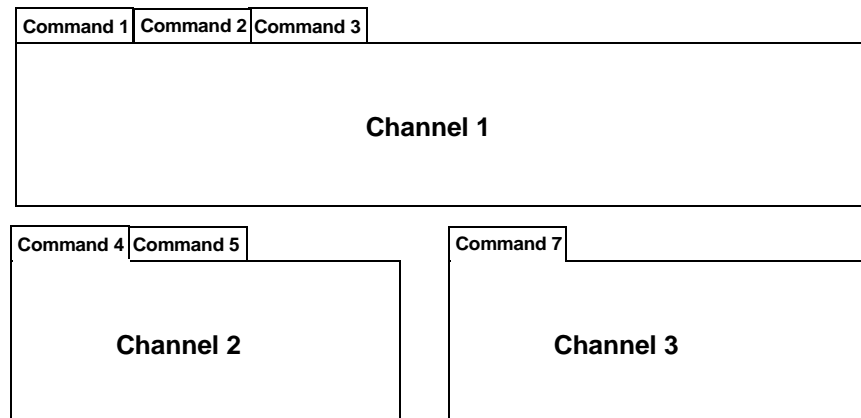 Command 1 Command 2 Command 3
Channel 1
Command 4 Command 5 Command 7
Channel 2 Channel 3